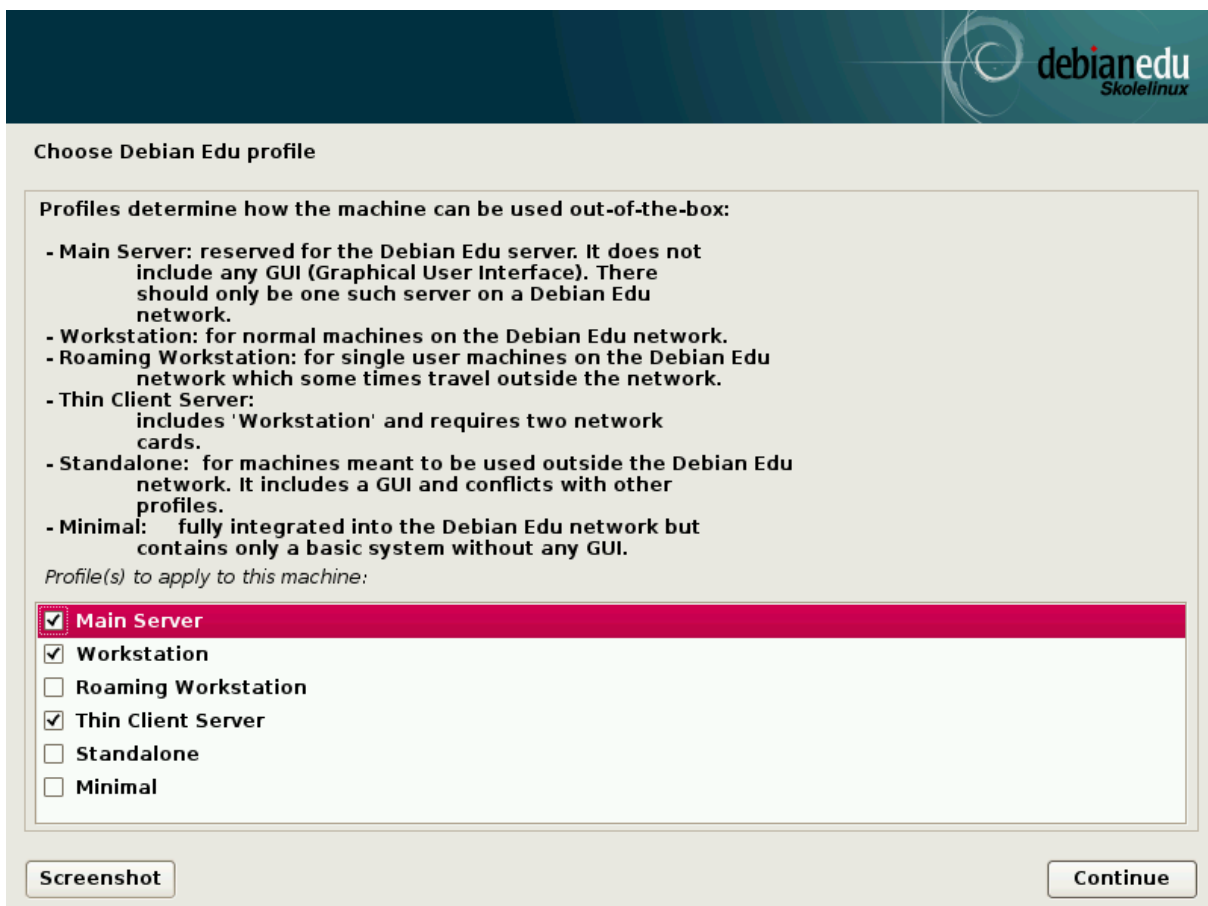 debianedu
Skolelinux
Choose Debian Edu profile
Profiles determine how the machine can be used out-of-the-box:
- Main Server: reserved for the Debian Edu server. It does not
include any GUI (Graphical User Interface). There
should only be one such server on a Debian Edu
network.
- Workstation: for normal machines on the Debian Edu network.
- Roaming Workstation: for single user machines on the Debian Edu
network which some times travel outside the network.
- Thin Client Server:
includes 'Workstation' and requires two network
cards.
- Standalone: for machines meant to be used outside the Debian Edu
network. It includes a GUI and conflicts with other
profiles.
- Minimal: fully integrated into the Debian Edu network but
contains only a basic system without any GUI.
Profile(s) to apply to this machine:
Main Server
Workstation
Roaming Workstation
Thin Client Server
Standalone
Minimal
Screenshot
Continue